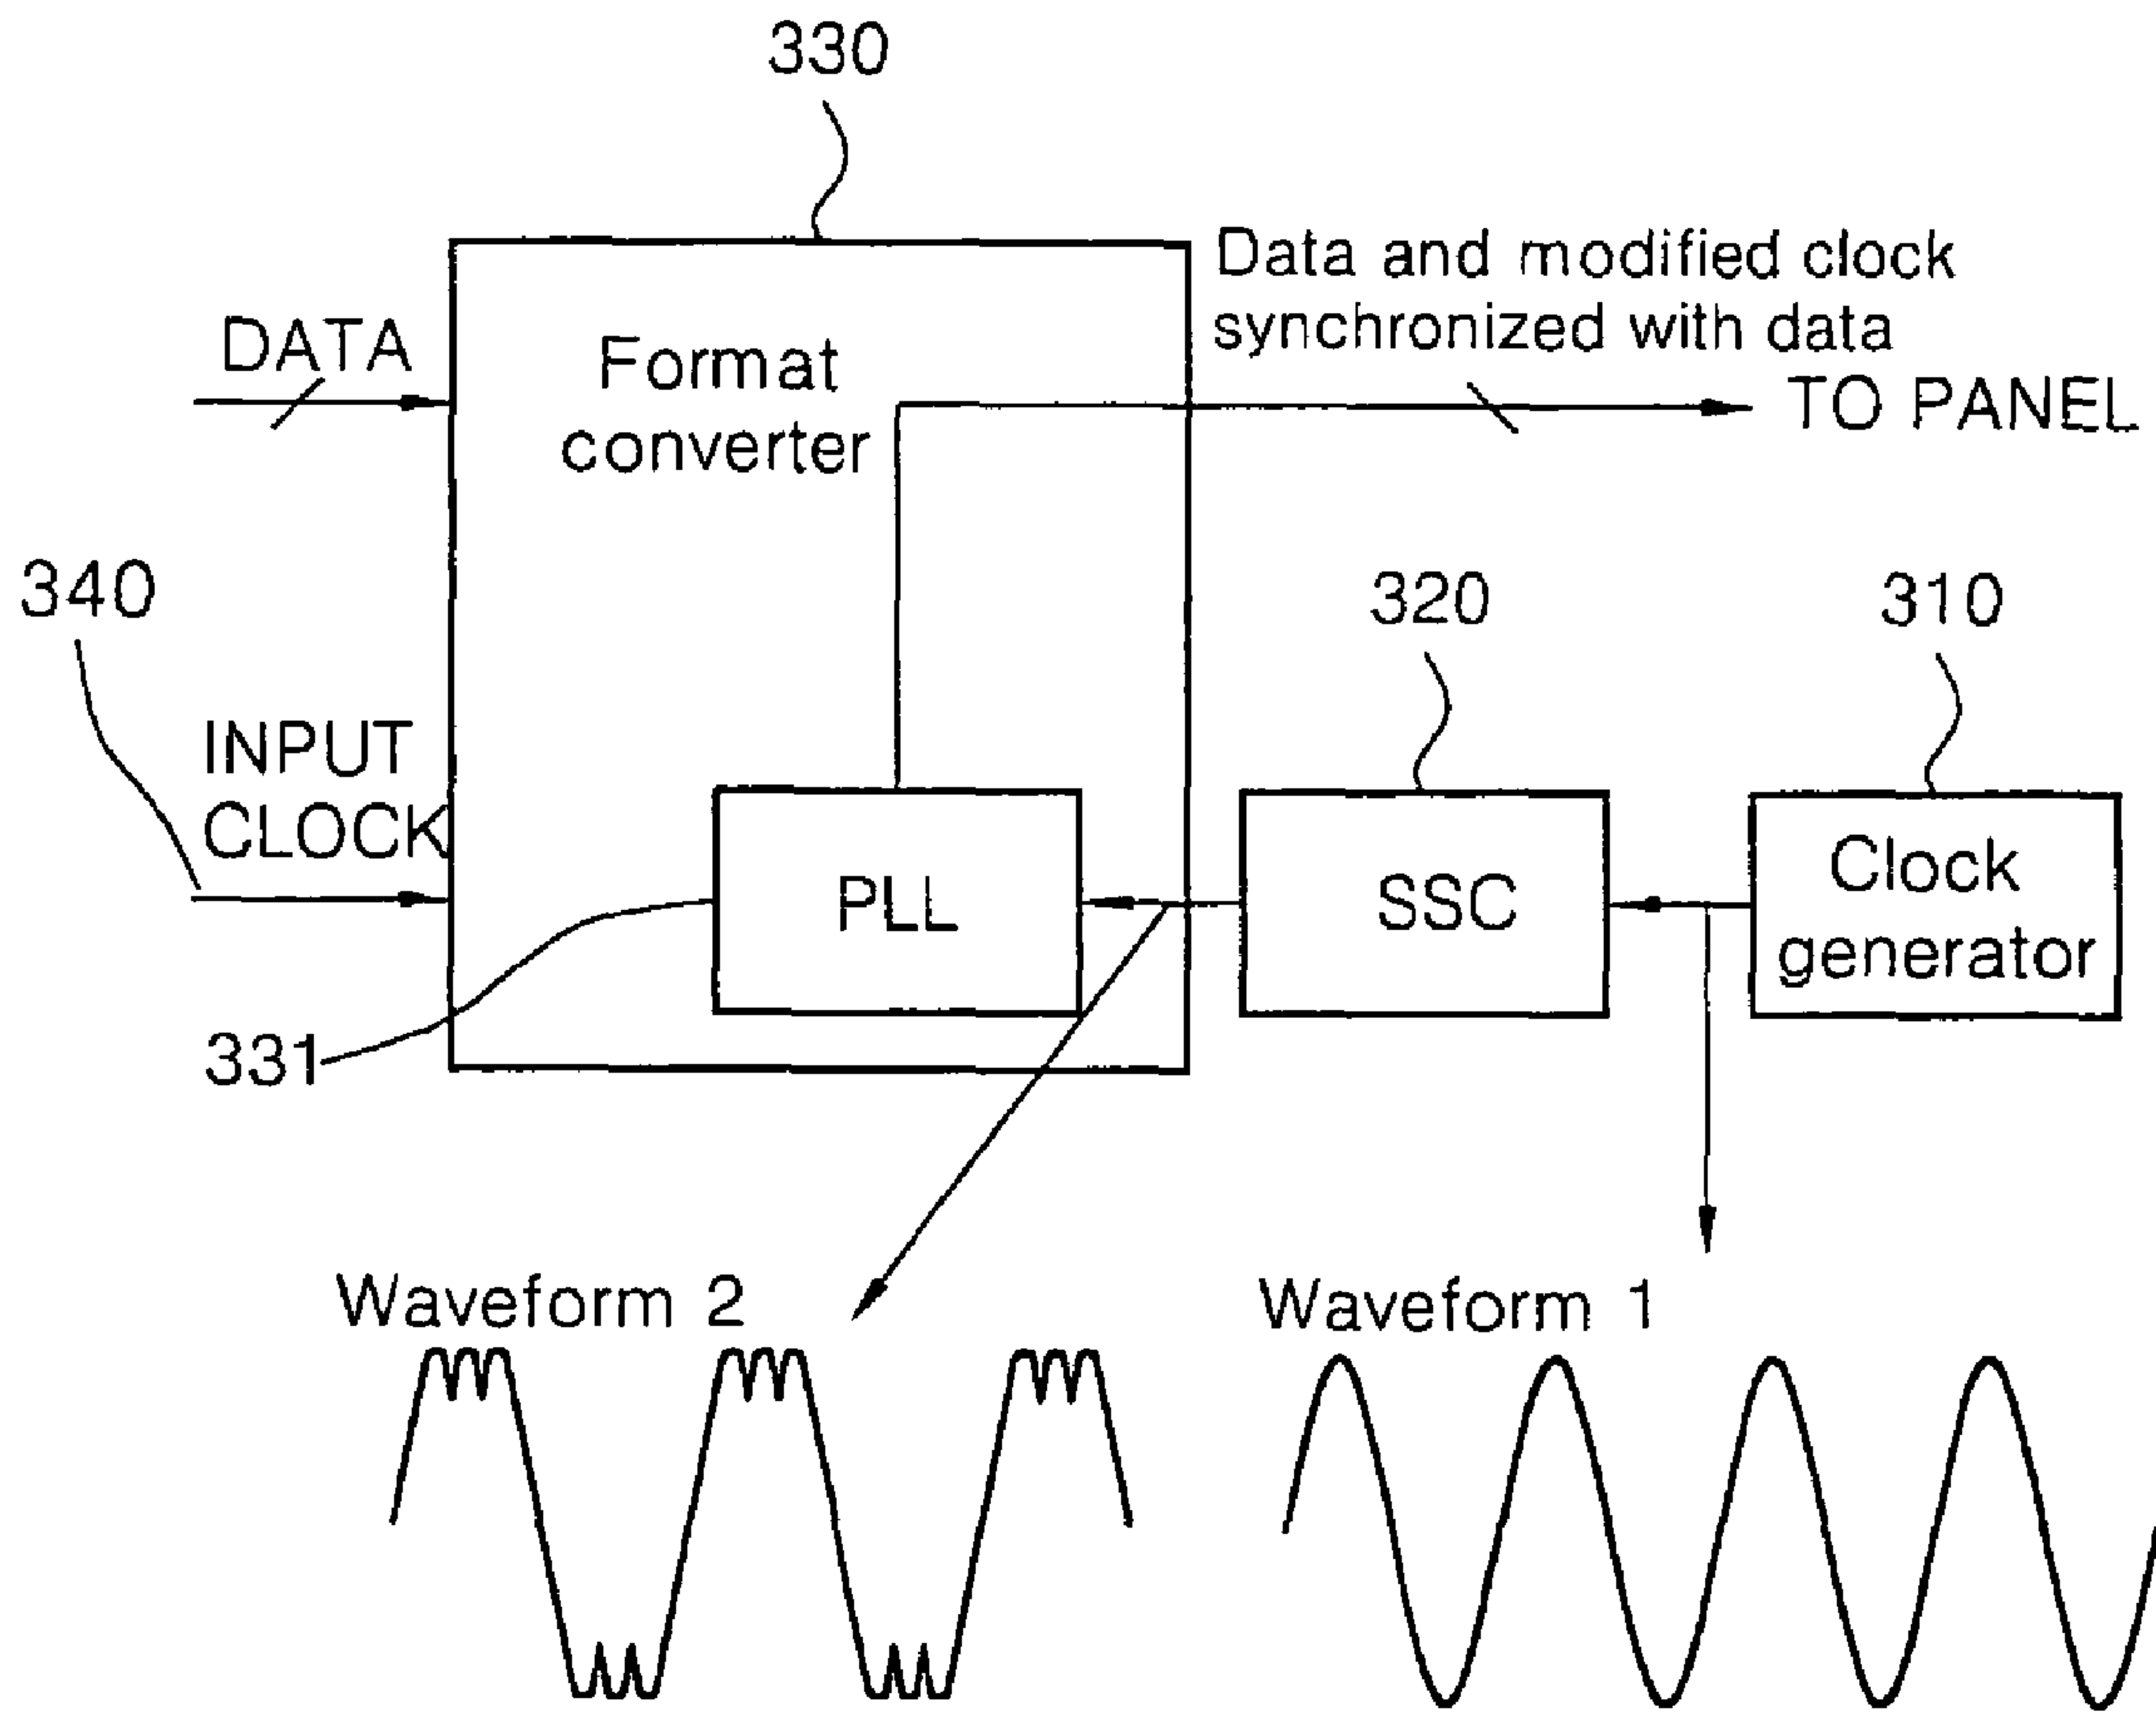 330
Data and modified clock
synchronized with data
DATA
Format
converter
TO PANEL
340
320
310
INPUT
CLOCK
PLL
SSC
Clock
generator
331
Waveform 2
Waveform 1